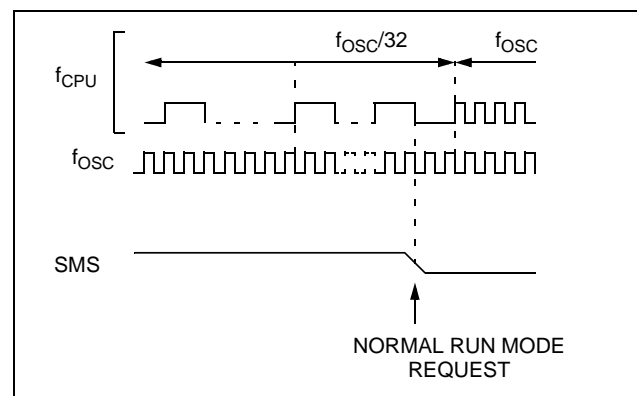 fOSC/32
fOSC
fCPU
fOSC
SMS
NORMAL RUN MODE
REQUEST